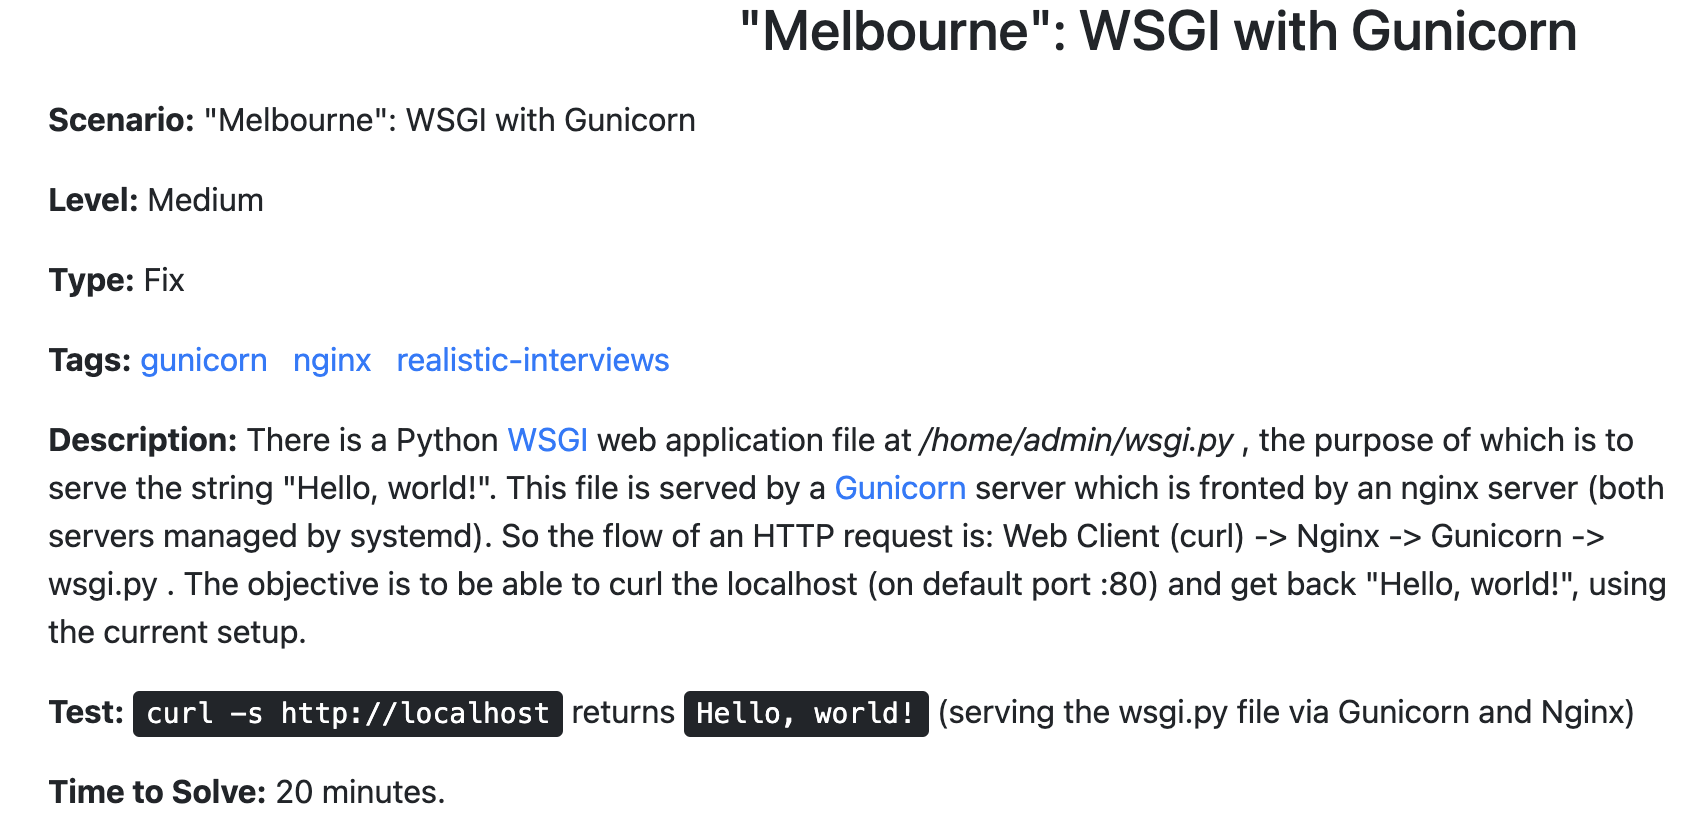 "Melbourne": WSGI with Gunicorn
Scenario: "Melbourne": WSGI with Gunicorn
Level: Medium
Type: Fix
Tags: gunicorn nginx realistic-interviews
Description: There is a Python WSGI web application file at /home/admin/wsgi.py , the purpose of which is to
serve the string "Hello, world!". This file is served by a Gunicorn server which is fronted by an nginx server (both
servers managed by systemd). So the flow of an HTTP request is: Web Client (curl) -> Nginx -> Gunicorn ->
wsgi.py . The objective is to be able to curl the localhost (on default port :80) and get back "Hello, world!", using
the current setup.
Test: curl -s http://localhost returns Hello, world! (serving the wsgi.py file via Gunicorn and Nginx)
Time to Solve: 20 minutes.